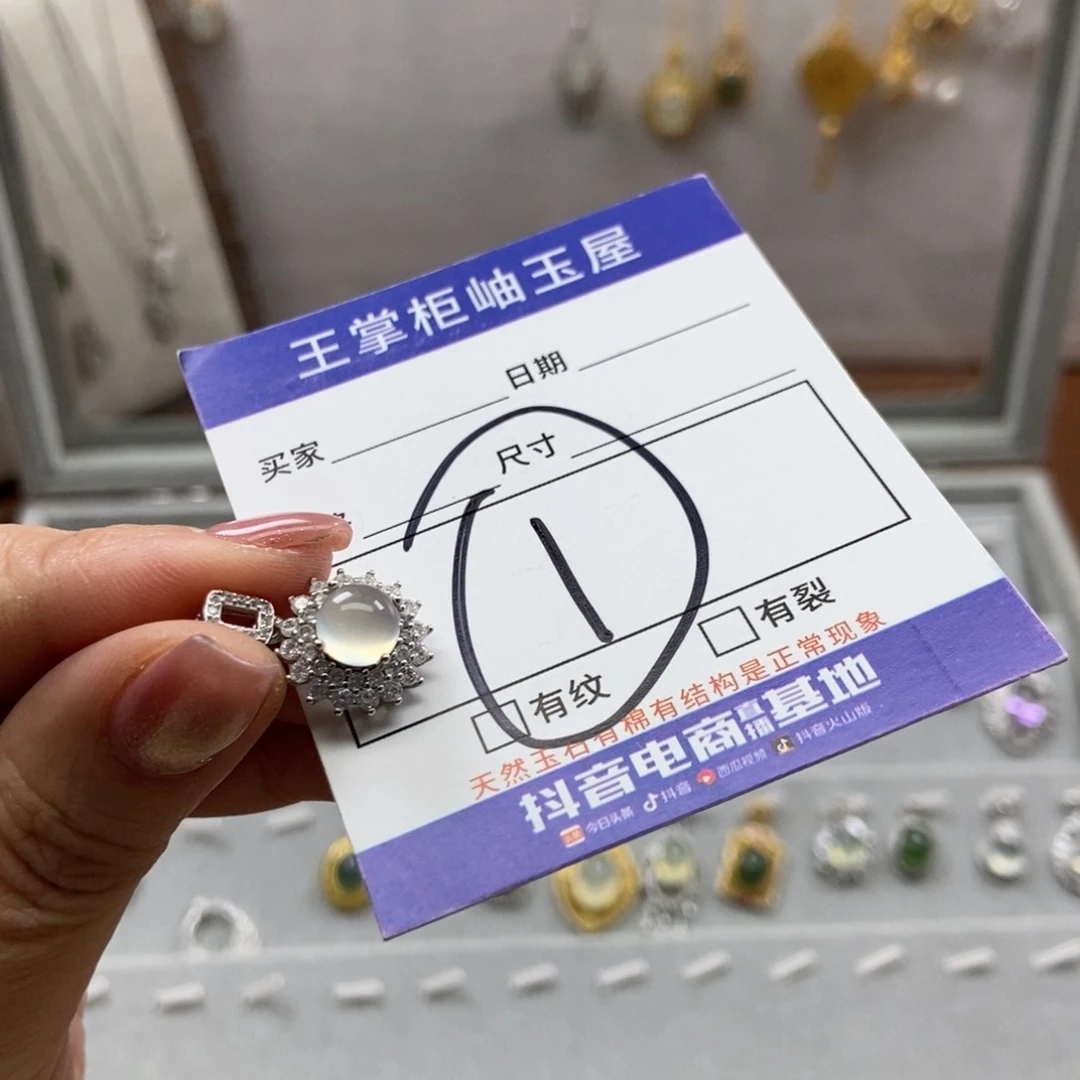 王掌柜岫玉屋
日期
买家
尺寸
1
有裂
有纹
天然玉石有棉有结构是正常现象
抖音电商直播基地
今日头条 抖音 西瓜视频 抖音火山版